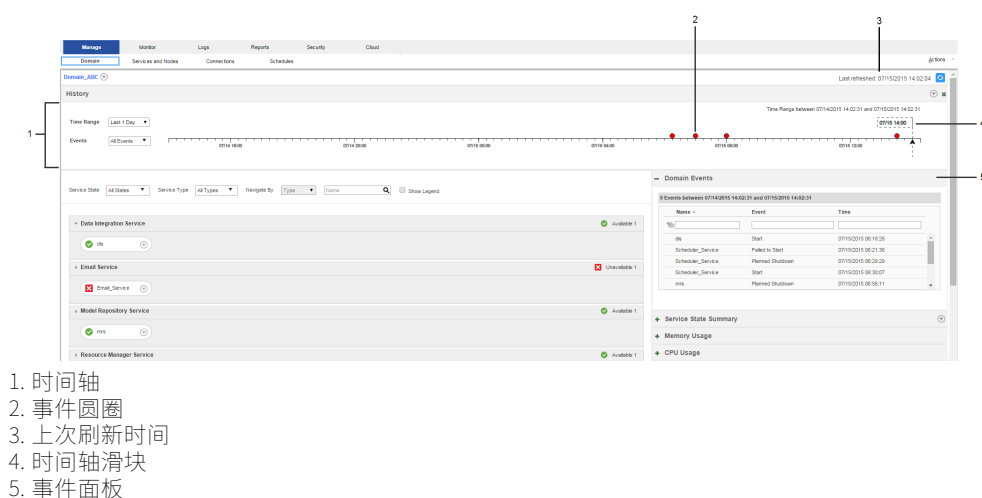 2 3
Manage Monitor Logs Reports Security Cloud
Domain Services and Nodes Connections Schedules Actions
Domain_ABC Last refreshed: 07/15/2015 14:02:04
History
Time Range between 07/14/2015 14:02:31 and 07/15/2015 14:02:31
1 Time Range Last 1 Day 07/15 14:00 4
Events All Events
07/14 16:00 07/14 20:00 07/15 00:00 07/15 04:00 07/15 08:00 07/15 12:00
Domain Events 5
Service State All States Service Type All Types Navigate By Type Name Show Legend
9 Events between 07/14/2015 14:02:31 and 07/15/2015 14:02:31
Name Event Time
Data Integration Service Available 1
dis
dis Start 07/15/2015 06:18:26
Scheduler_Service Failed to Start 07/15/2015 06:21:36
Scheduler_Service Planned Shutdown 07/15/2015 06:29:29
Scheduler_Service Start 07/15/2015 06:30:07
mrs Planned Shutdown 07/15/2015 06:56:11
Email Service Unavailable 1
Email_Service
Model Repository Service Available 1
mrs
Resource Manager Service Available 1
Service State Summary
Memory Usage
CPU Usage
1. 时间轴
2. 事件圆圈
3. 上次刷新时间
4. 时间轴滑块
5. 事件面板